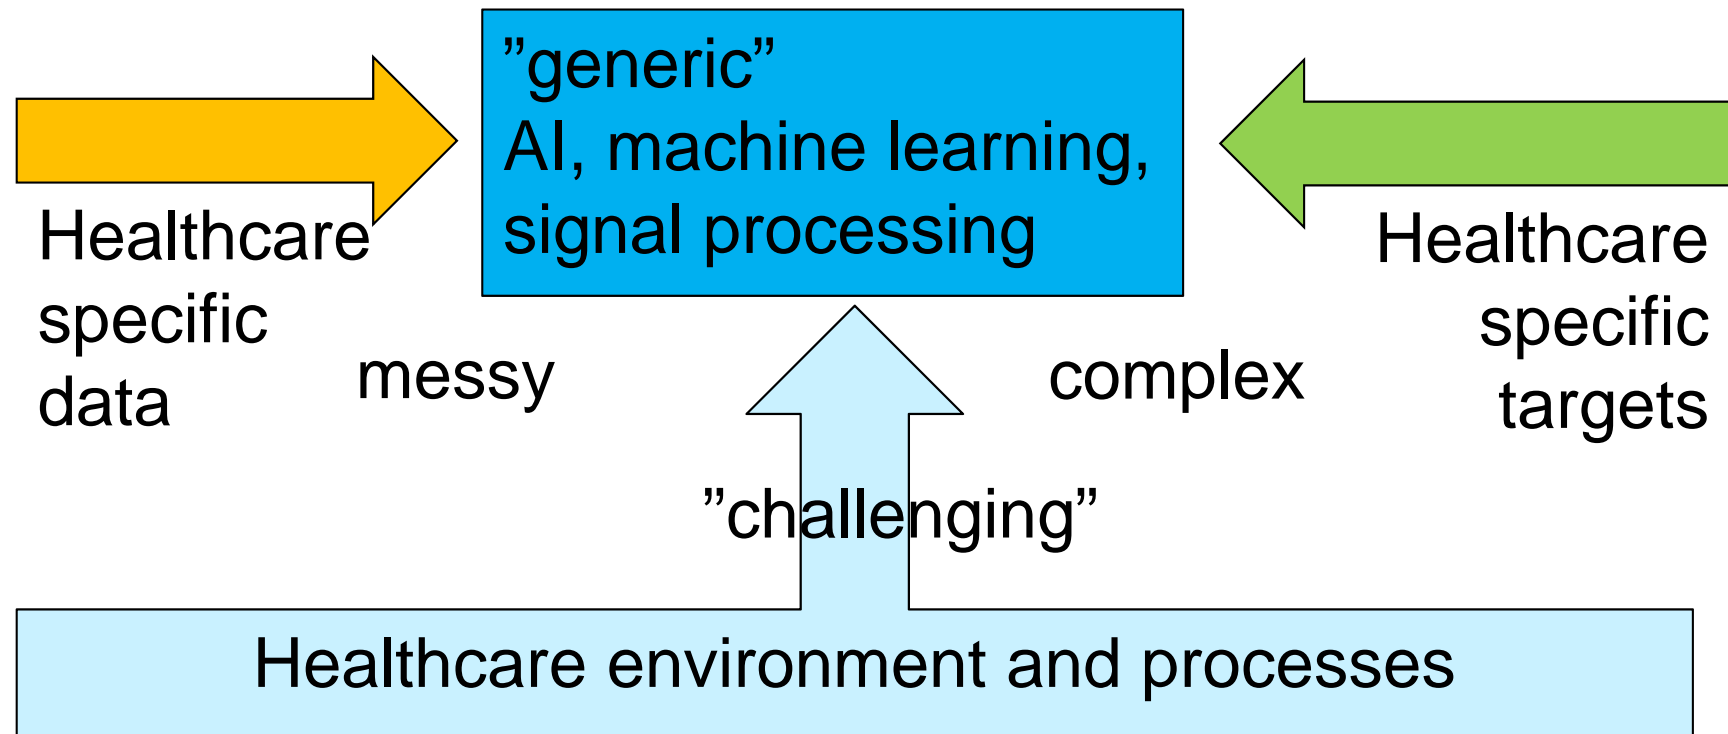 ”generic”
AI, machine learning,
signal processing
Healthcare
specific
data
messy
complex
Healthcare
specific
targets
”challenging”
Healthcare environment and processes